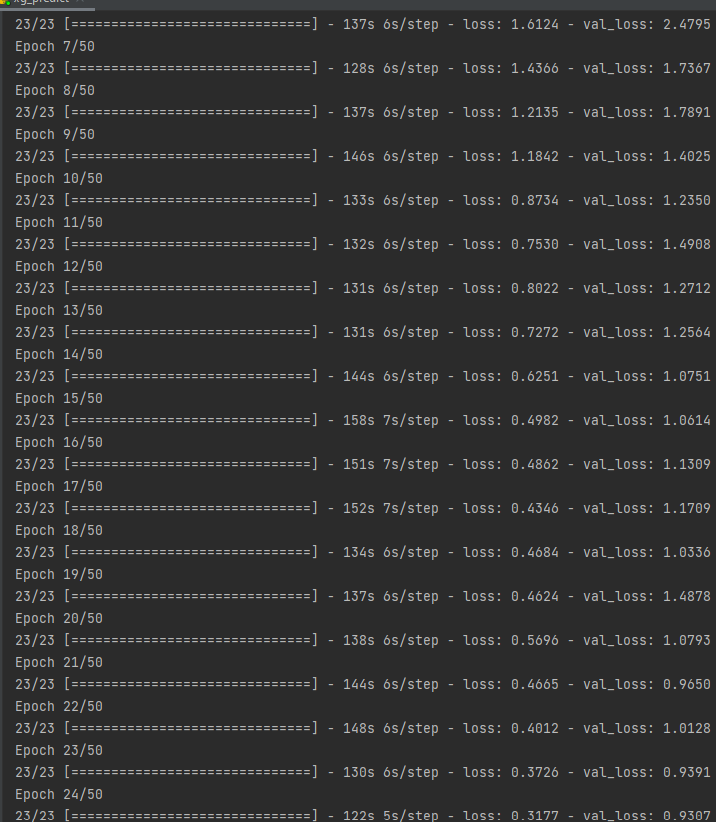 xg_predict
23/23 [==============================] - 137s 6s/step - loss: 1.6124 - val_loss: 2.4795
Epoch 7/50
23/23 [==============================] - 128s 6s/step - loss: 1.4366 - val_loss: 1.7367
Epoch 8/50
23/23 [==============================] - 137s 6s/step - loss: 1.2135 - val_loss: 1.7891
Epoch 9/50
23/23 [==============================] - 146s 6s/step - loss: 1.1842 - val_loss: 1.4025
Epoch 10/50
23/23 [==============================] - 133s 6s/step - loss: 0.8734 - val_loss: 1.2350
Epoch 11/50
23/23 [==============================] - 132s 6s/step - loss: 0.7530 - val_loss: 1.4908
Epoch 12/50
23/23 [==============================] - 131s 6s/step - loss: 0.8022 - val_loss: 1.2712
Epoch 13/50
23/23 [==============================] - 131s 6s/step - loss: 0.7272 - val_loss: 1.2564
Epoch 14/50
23/23 [==============================] - 144s 6s/step - loss: 0.6251 - val_loss: 1.0751
Epoch 15/50
23/23 [==============================] - 158s 7s/step - loss: 0.4982 - val_loss: 1.0614
Epoch 16/50
23/23 [==============================] - 151s 7s/step - loss: 0.4862 - val_loss: 1.1309
Epoch 17/50
23/23 [==============================] - 152s 7s/step - loss: 0.4346 - val_loss: 1.1709
Epoch 18/50
23/23 [==============================] - 134s 6s/step - loss: 0.4684 - val_loss: 1.0336
Epoch 19/50
23/23 [==============================] - 137s 6s/step - loss: 0.4624 - val_loss: 1.4878
Epoch 20/50
23/23 [==============================] - 138s 6s/step - loss: 0.5696 - val_loss: 1.0793
Epoch 21/50
23/23 [==============================] - 144s 6s/step - loss: 0.4665 - val_loss: 0.9650
Epoch 22/50
23/23 [==============================] - 148s 6s/step - loss: 0.4012 - val_loss: 1.0128
Epoch 23/50
23/23 [==============================] - 130s 6s/step - loss: 0.3726 - val_loss: 0.9391
Epoch 24/50
23/23 [==============================] - 122s 5s/step - loss: 0.3177 - val_loss: 0.9307